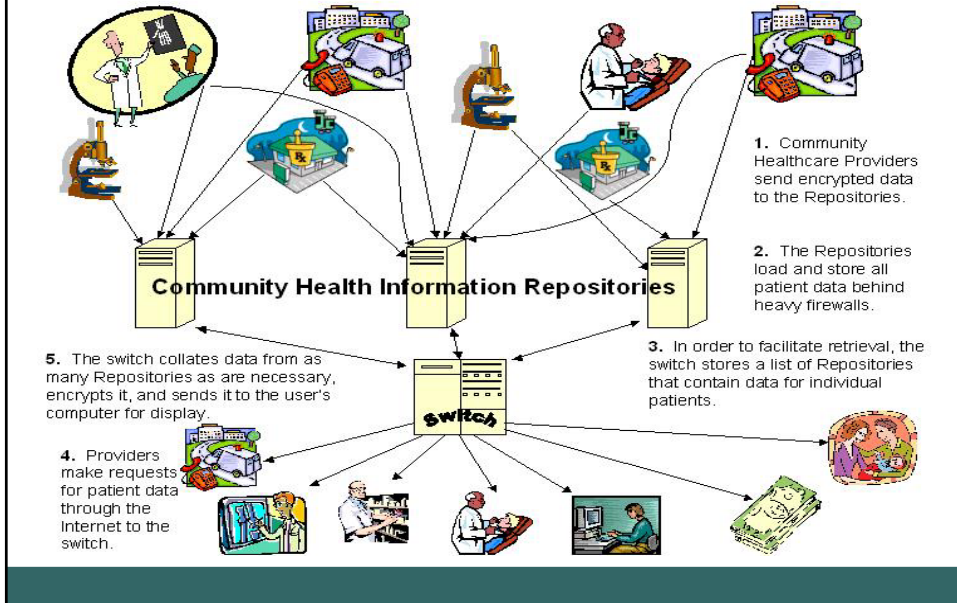 1. Community
Healthcare Providers
send encrypted data
to the Repositories.
2. The Repositories
load and store all
patient data behind
heavy firewalls.
Community Health Information Repositories
3. In order to facilitate retrieval, the
switch stores a list of Repositories
that contain data for individual
patients.
5. The switch collates data from as
many Repositories as are necessary,
encrypts it, and sends it to the user's
computer for display.
Switch
4. Providers
make requests
for patient data
through the
Internet to the
switch.